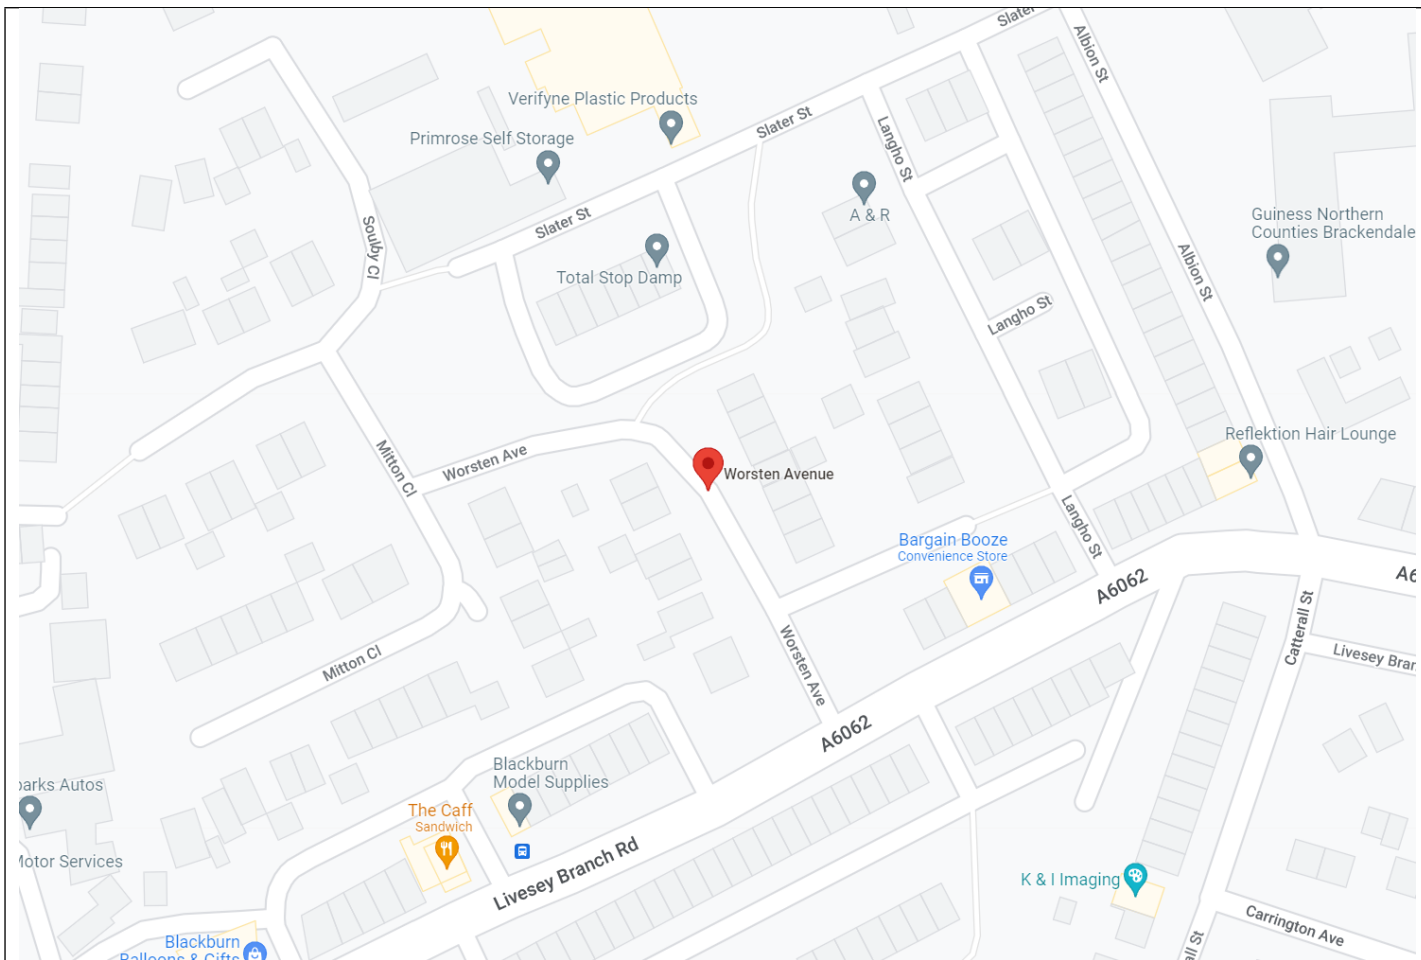 Slater
Albion St
Verifyne Plastic Products
Slater St
Primrose Self Storage
Langho St
A & R
Guiness Northern
Counties Brackendale
Slater St
Soulby Cl
Albion St
Total Stop Damp
Langho St
Reflektion Hair Lounge
Mitton Cl
Worsten Ave
Worsten Avenue
Langho St
Bargain Booze
Convenience Store
A6062
A6
Catterall St
Mitton Cl
Worsten Ave
Livesey Bran
A6062
Blackburn
Model Supplies
arks Autos
The Caff
Sandwich
Motor Services
Livesey Branch Rd
K & I Imaging
Carrington Ave
Blackburn
Balloons & Gifts
all St